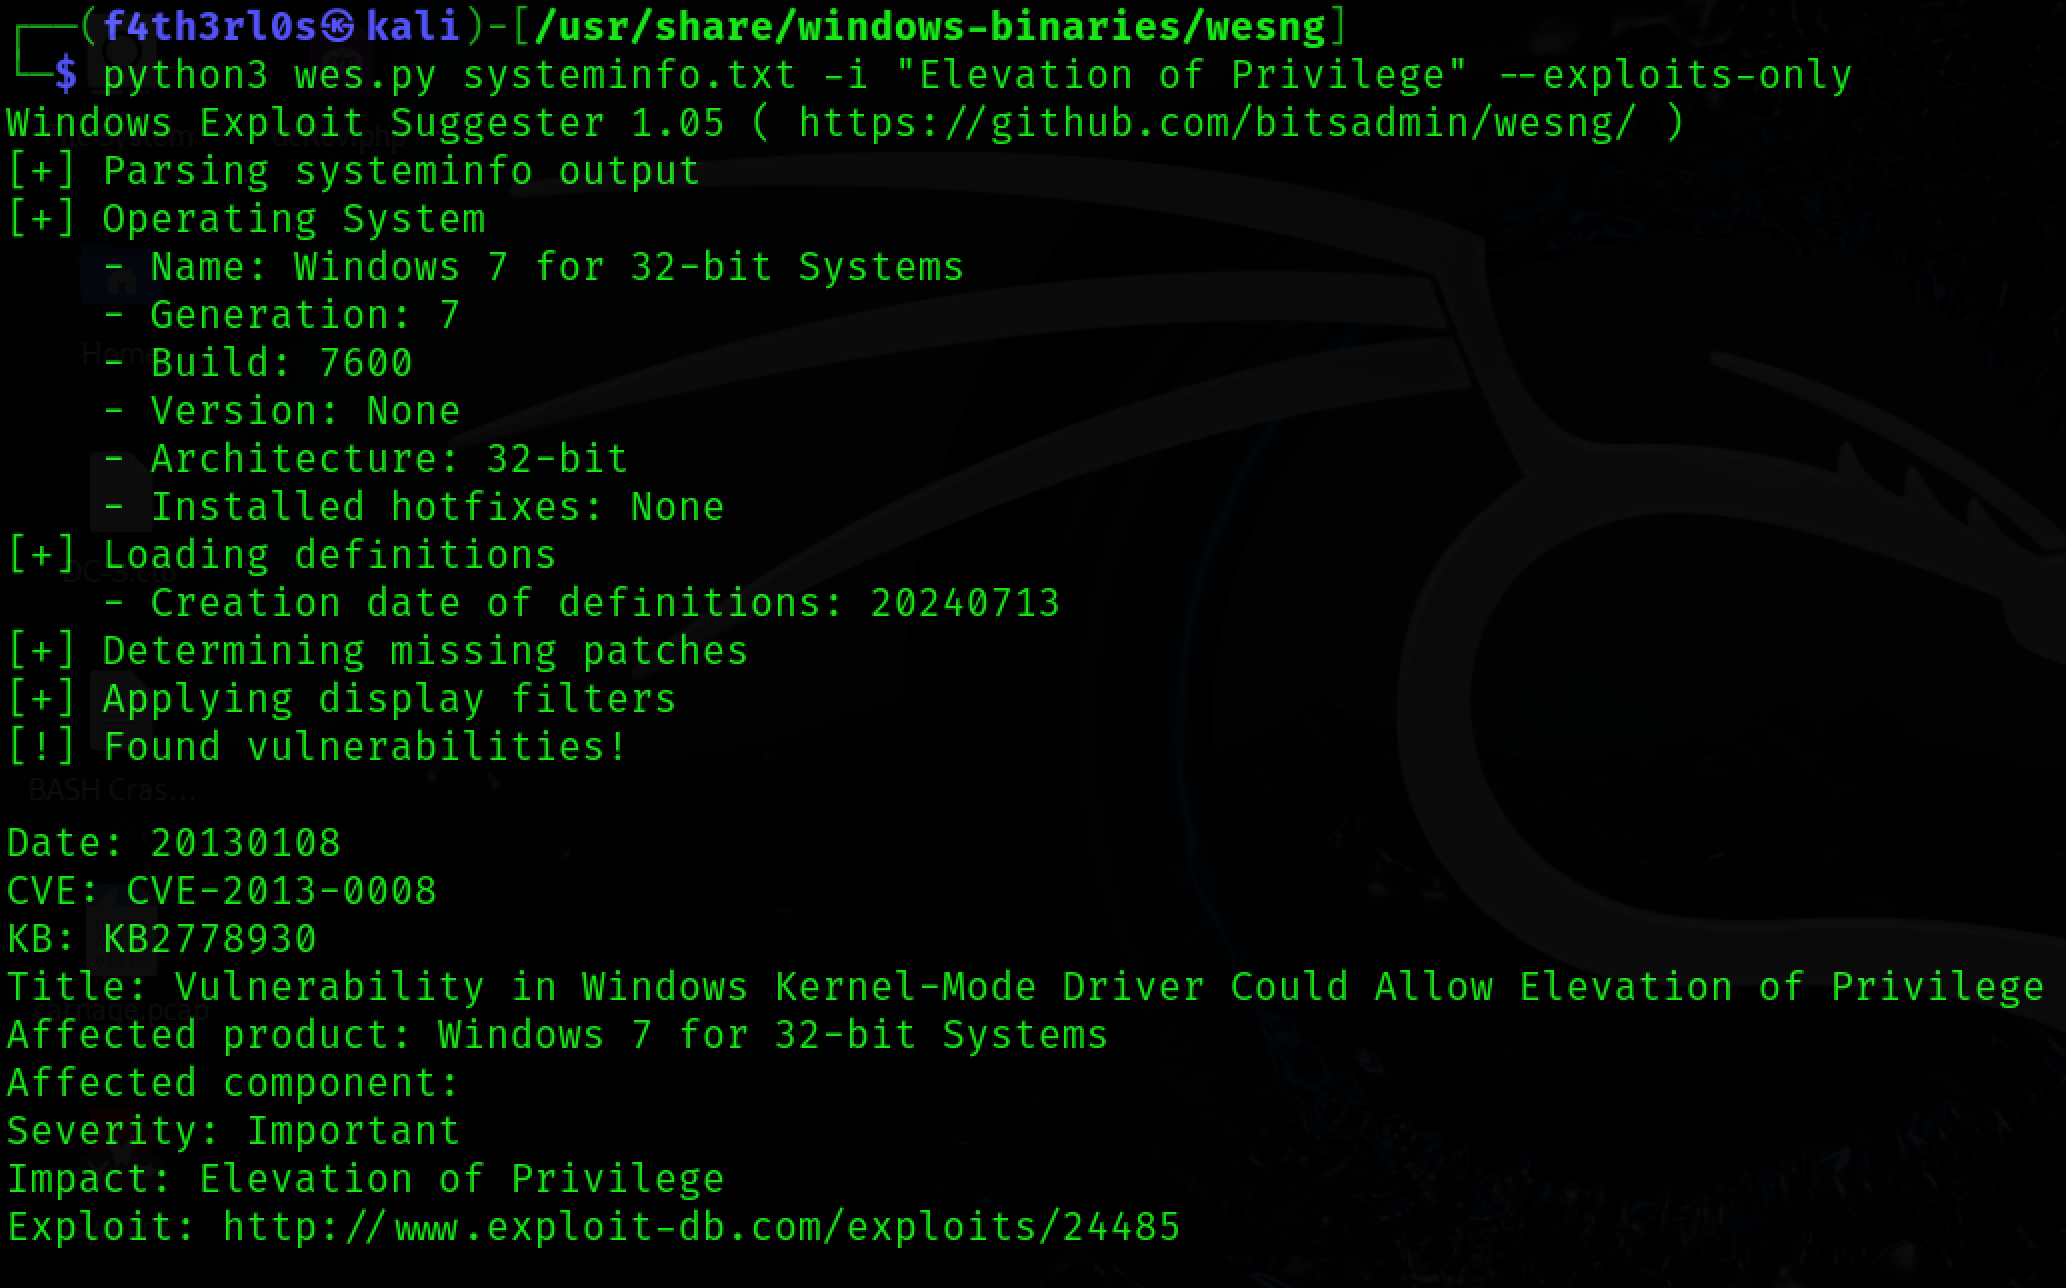 ┌──(f4th3rl0s㉿kali)-[/usr/share/windows-binaries/wesng]
└─$ python3 wes.py systeminfo.txt -i "Elevation of Privilege" --exploits-only
Windows Exploit Suggester 1.05 ( https://github.com/bitsadmin/wesng/ )
[+] Parsing systeminfo output
[+] Operating System
    - Name: Windows 7 for 32-bit Systems
    - Generation: 7
    - Build: 7600
    - Version: None
    - Architecture: 32-bit
    - Installed hotfixes: None
[+] Loading definitions
    - Creation date of definitions: 20240713
[+] Determining missing patches
[+] Applying display filters
[!] Found vulnerabilities!
Date: 20130108
CVE: CVE-2013-0008
KB: KB2778930
Title: Vulnerability in Windows Kernel-Mode Driver Could Allow Elevation of Privilege
Affected product: Windows 7 for 32-bit Systems
Affected component:
Severity: Important
Impact: Elevation of Privilege
Exploit: http://www.exploit-db.com/exploits/24485
Home
BASH Cras...